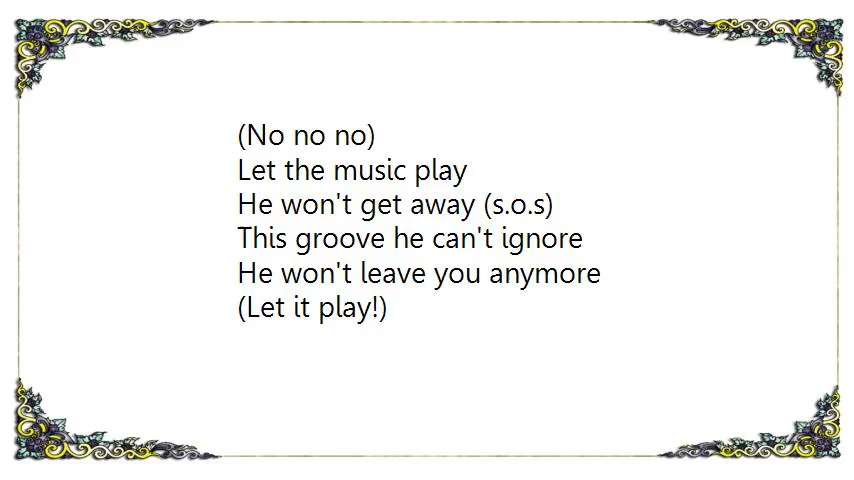 (No no no)
Let the music play
He won't get away (s.o.s)
This groove he can't ignore
He won't leave you anymore
(Let it play!)